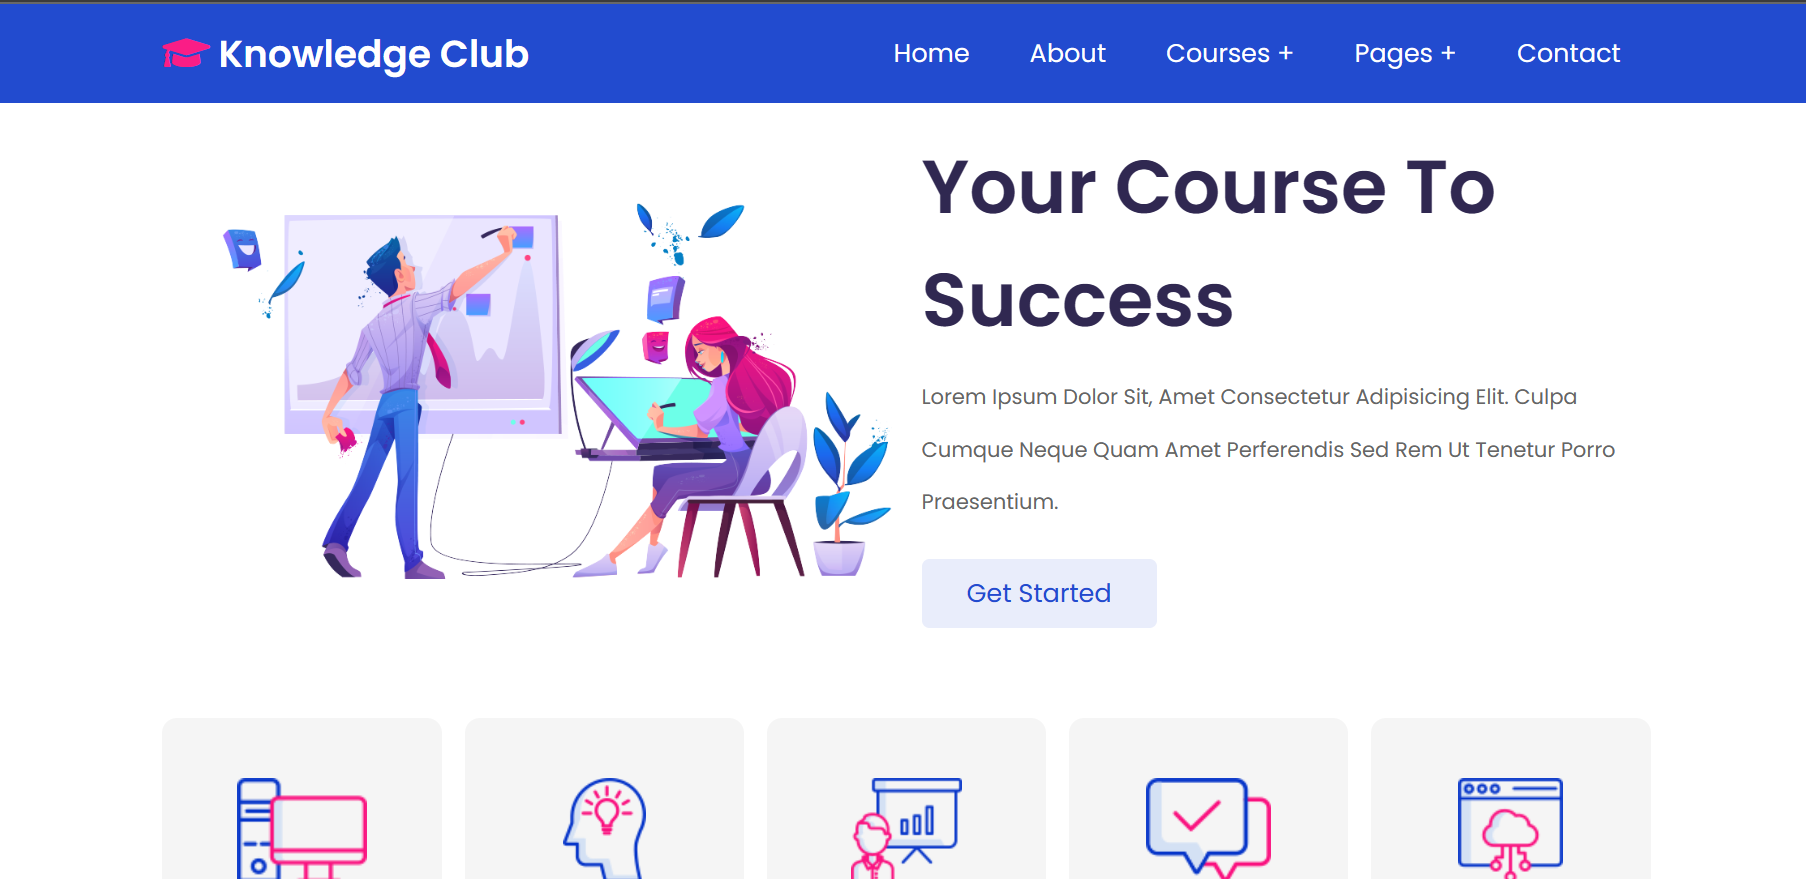 Knowledge Club
Home About Courses + Pages + Contact
Your Course To
Success
Lorem Ipsum Dolor Sit, Amet Consectetur Adipisicing Elit. Culpa
Cumque Neque Quam Amet Perferendis Sed Rem Ut Tenetur Porro
Praesentium.
Get Started